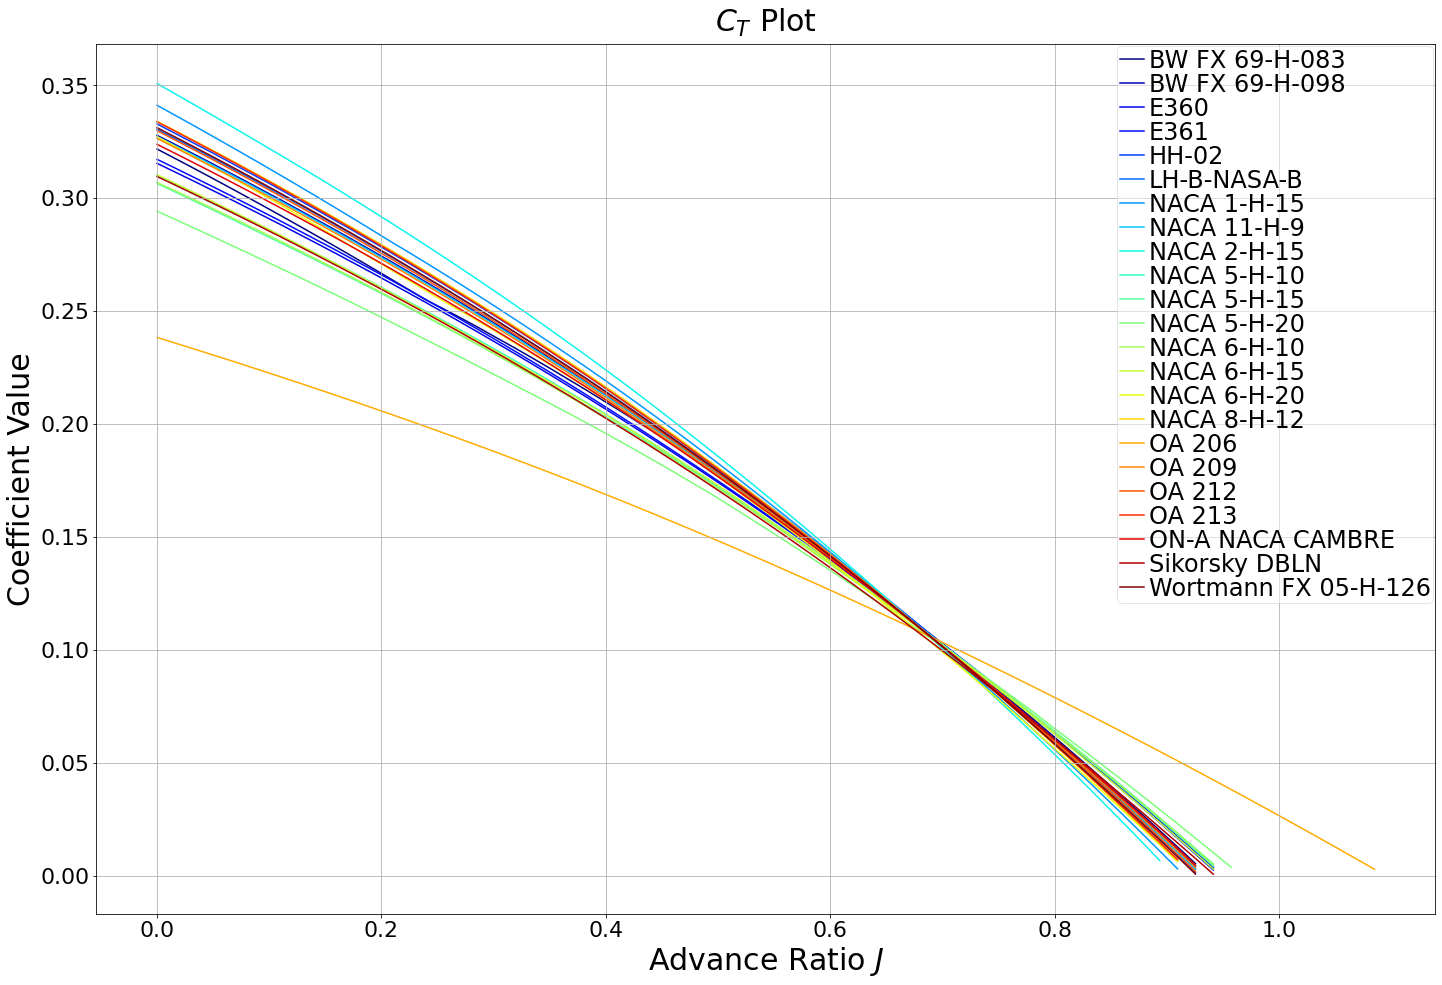 C_T Plot
Coefficient Value
0.35
0.30
0.25
0.20
0.15
0.10
0.05
0.00
BW FX 69-H-083
BW FX 69-H-098
E360
E361
HH-02
LH-B-NASA-B
NACA 1-H-15
NACA 11-H-9
NACA 2-H-15
NACA 5-H-10
NACA 5-H-15
NACA 5-H-20
NACA 6-H-10
NACA 6-H-15
NACA 6-H-20
NACA 8-H-12
OA 206
OA 209
OA 212
OA 213
ON-A NACA CAMBRE
Sikorsky DBLN
Wortmann FX 05-H-126
0.0 0.2 0.4 0.6 0.8 1.0
Advance Ratio J